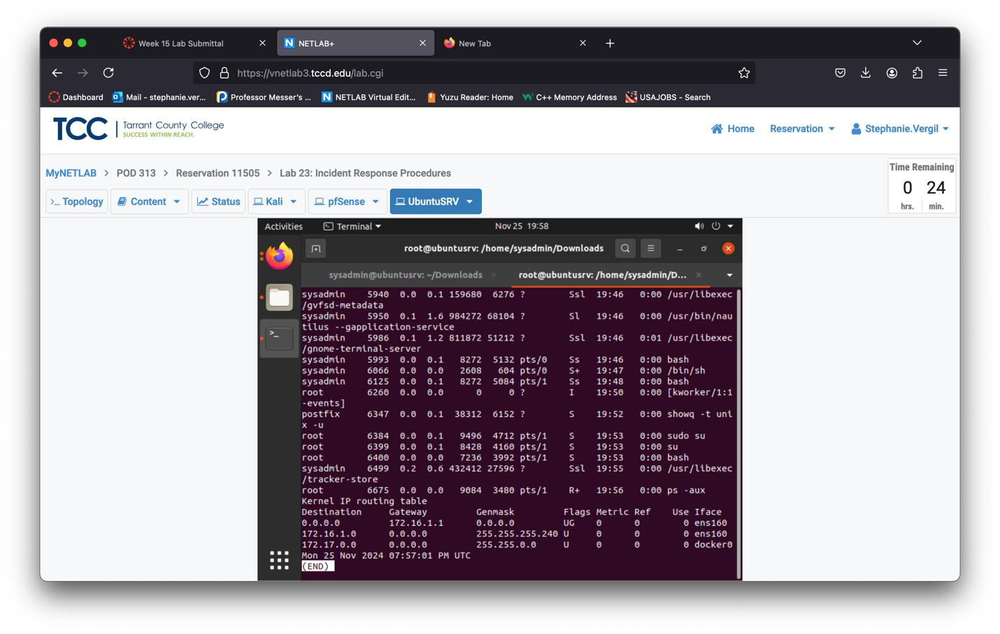 Week 15 Lab Submittal
NETLAB+
New Tab
https://vnetlab3.tccd.edu/lab.cgi
Dashboard Mail - stephanie.ver... Professor Messer's ... NETLAB Virtual Edit... Yuzu Reader: Home C++ Memory Address USAJOBS - Search
TCC Tarrant County College
SUCCESS WITHIN REACH.
Home Reservation Stephanie.Vergil
MyNETLAB > POD 313 > Reservation 11505 > Lab 23: Incident Response Procedures
Time Remaining
0 24
hrs. min.
>_ Topology Content Status Kali pfSense UbuntuSRV
Activities Terminal Nov 25 19:58
root@ubuntusrv: /home/sysadmin/Downloads
sysadmin@ubuntusrv: ~/Downloads × root@ubuntusrv: /home/sysadmin/D... ×
sysadmin 5940 0.0 0.1 159680 6276 ? Ssl 19:46 0:00 /usr/libexec
/gvfsd-metadata
sysadmin 5950 0.1 1.6 984272 68104 ? Sl 19:46 0:00 /usr/bin/nau
tilus --gapplication-service
sysadmin 5986 0.1 1.2 811872 51212 ? Ssl 19:46 0:01 /usr/libexec
/gnome-terminal-server
sysadmin 5993 0.0 0.1 8272 5132 pts/0 Ss 19:46 0:00 bash
sysadmin 6066 0.0 0.0 2608 604 pts/0 S+ 19:47 0:00 /bin/sh
sysadmin 6125 0.0 0.1 8272 5084 pts/1 Ss 19:48 0:00 bash
root 6260 0.0 0.0 0 0 ? I 19:50 0:00 [kworker/1:1
-events]
postfix 6347 0.0 0.1 38312 6152 ? S 19:52 0:00 showq -t uni
x -u
root 6384 0.0 0.1 9496 4712 pts/1 S 19:53 0:00 sudo su
root 6399 0.0 0.1 8428 4160 pts/1 S 19:53 0:00 su
root 6400 0.0 0.0 7236 3992 pts/1 S 19:53 0:00 bash
sysadmin 6499 0.2 0.6 432412 27596 ? Ssl 19:55 0:00 /usr/libexec
/tracker-store
root 6675 0.0 0.0 9084 3480 pts/1 R+ 19:56 0:00 ps -aux
Kernel IP routing table
Destination Gateway Genmask Flags Metric Ref Use Iface
0.0.0.0 172.16.1.1 0.0.0.0 UG 0 0 0 ens160
172.16.1.0 0.0.0.0 255.255.255.240 U 0 0 0 ens160
172.17.0.0 0.0.0.0 255.255.0.0 U 0 0 0 docker0
Mon 25 Nov 2024 07:57:01 PM UTC
(END)